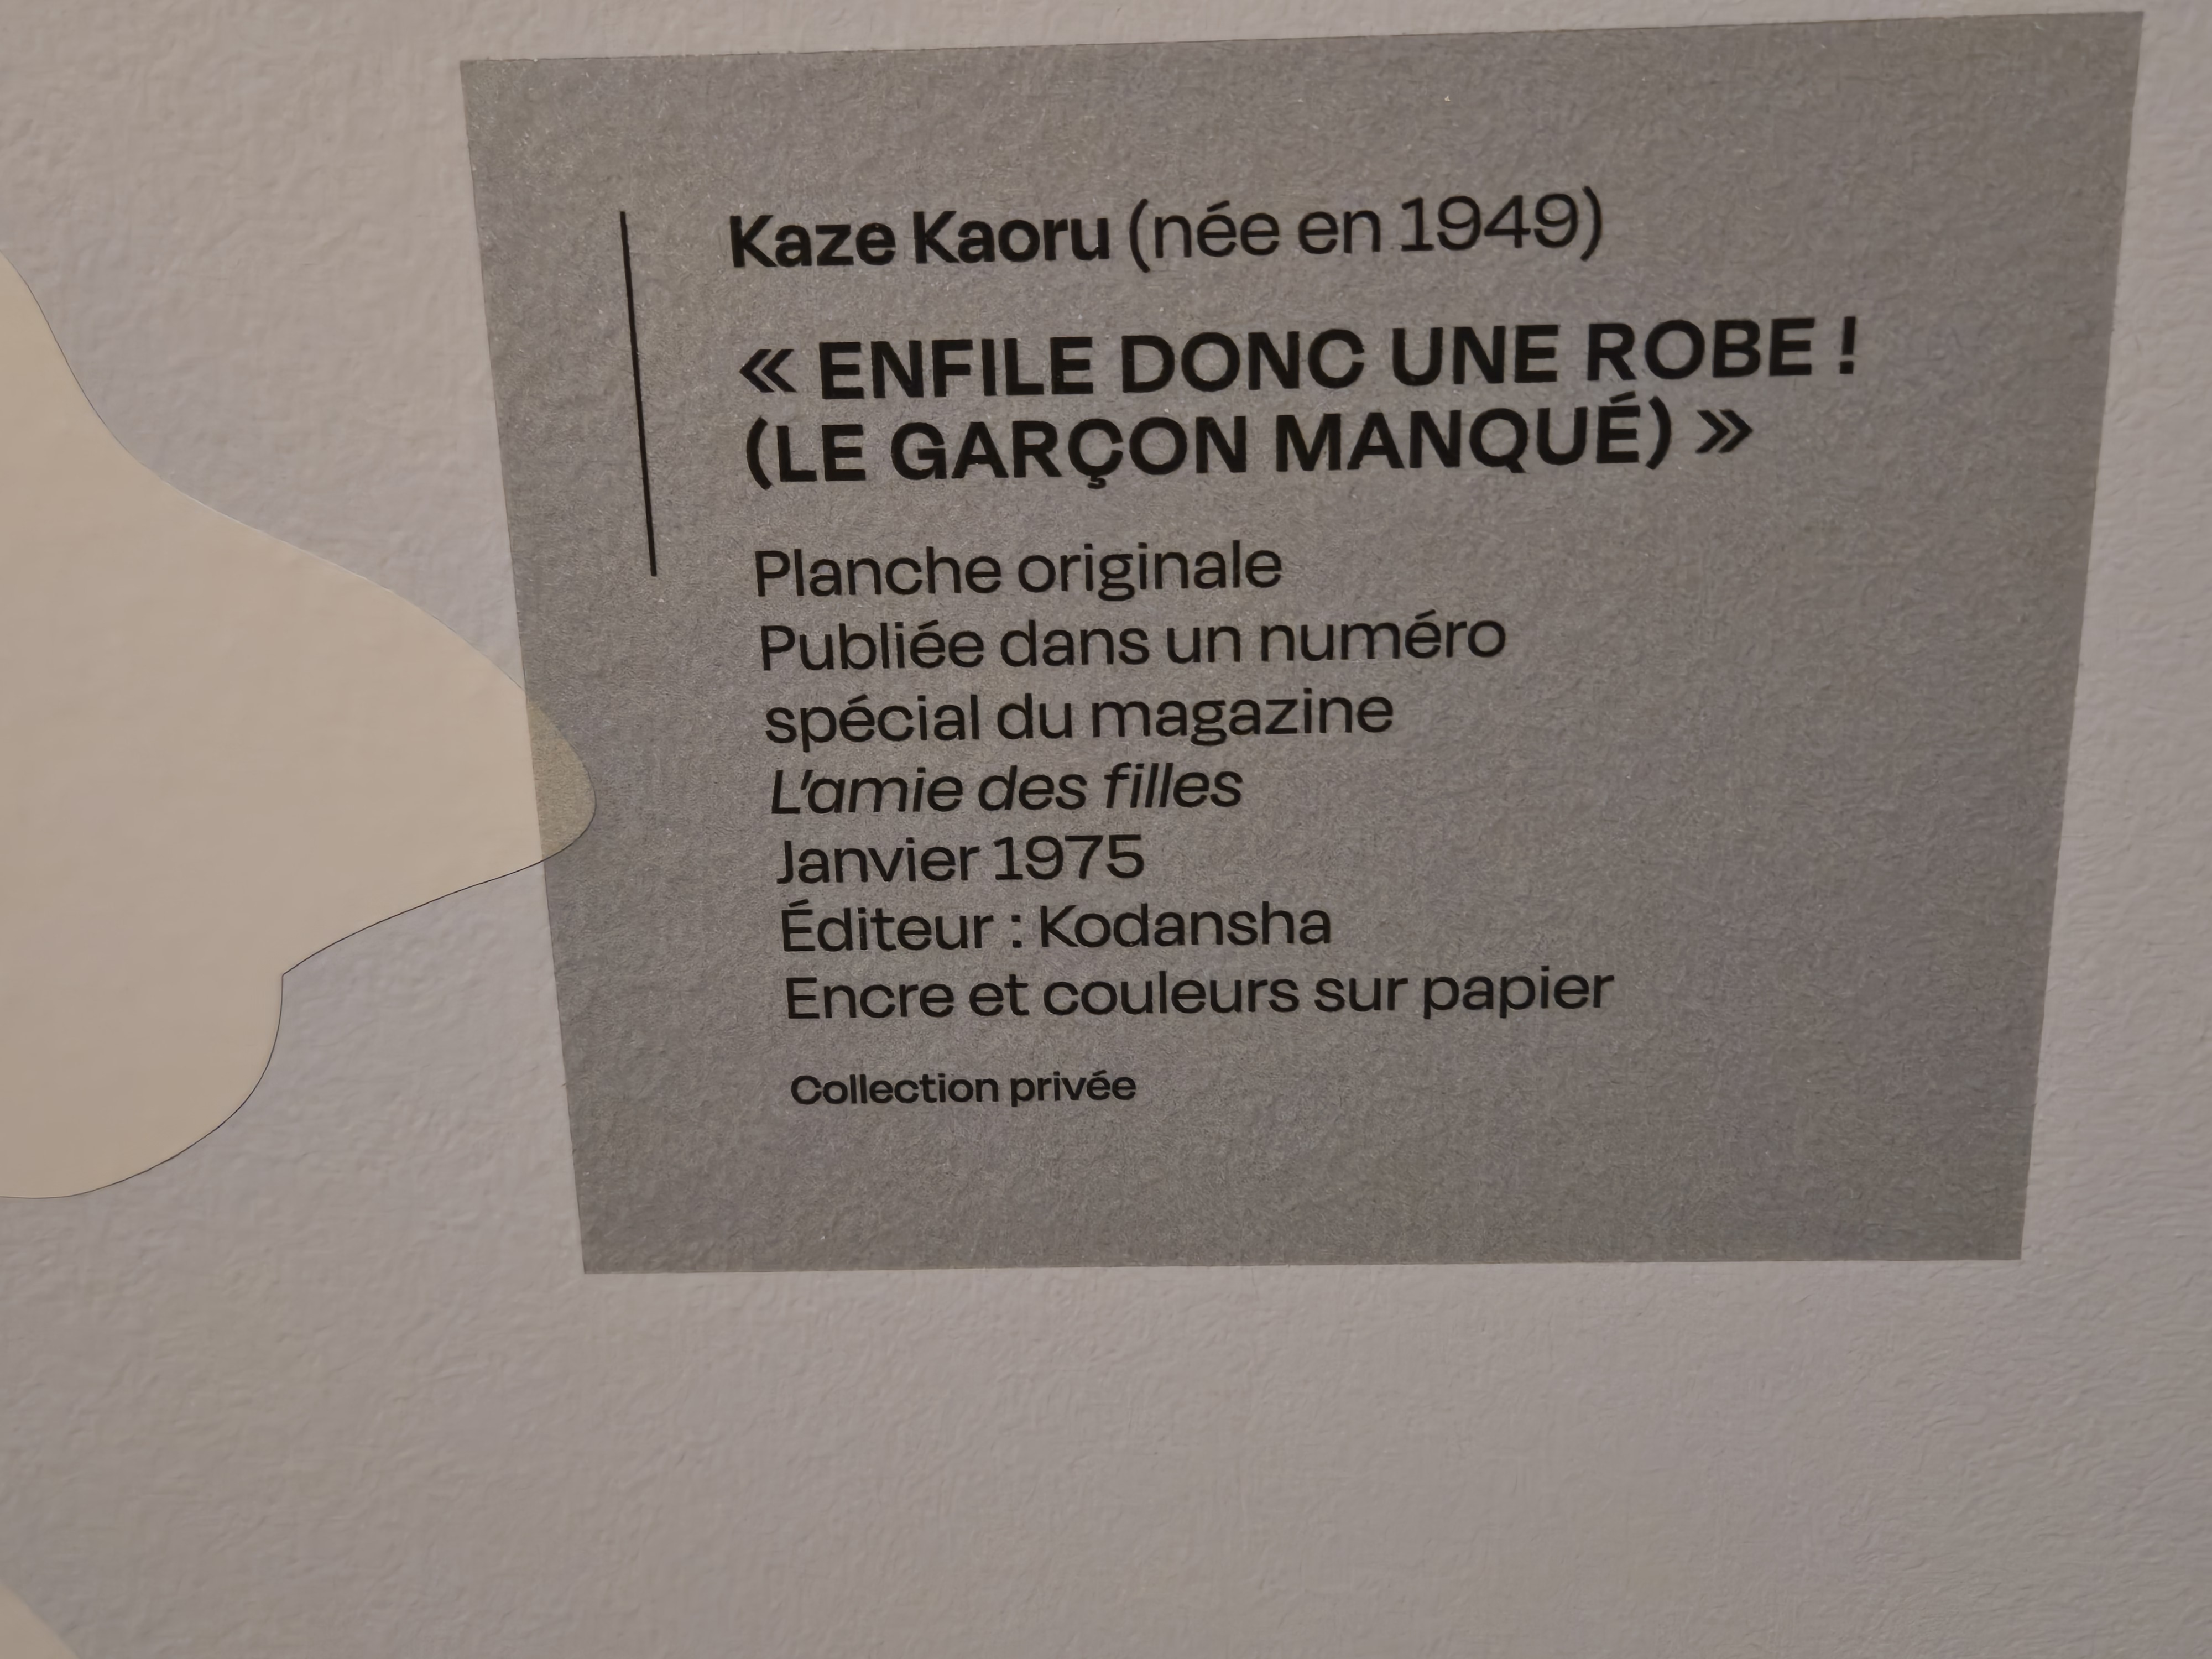 Kaze Kaoru (née en 1949)
« ENFILE DONC UNE ROBE !
(LE GARÇON MANQUÉ) »
Planche originale
Publiée dans un numéro
spécial du magazine
L'amie des filles
Janvier 1975
Éditeur : Kodansha
Encre et couleurs sur papier
Collection privée